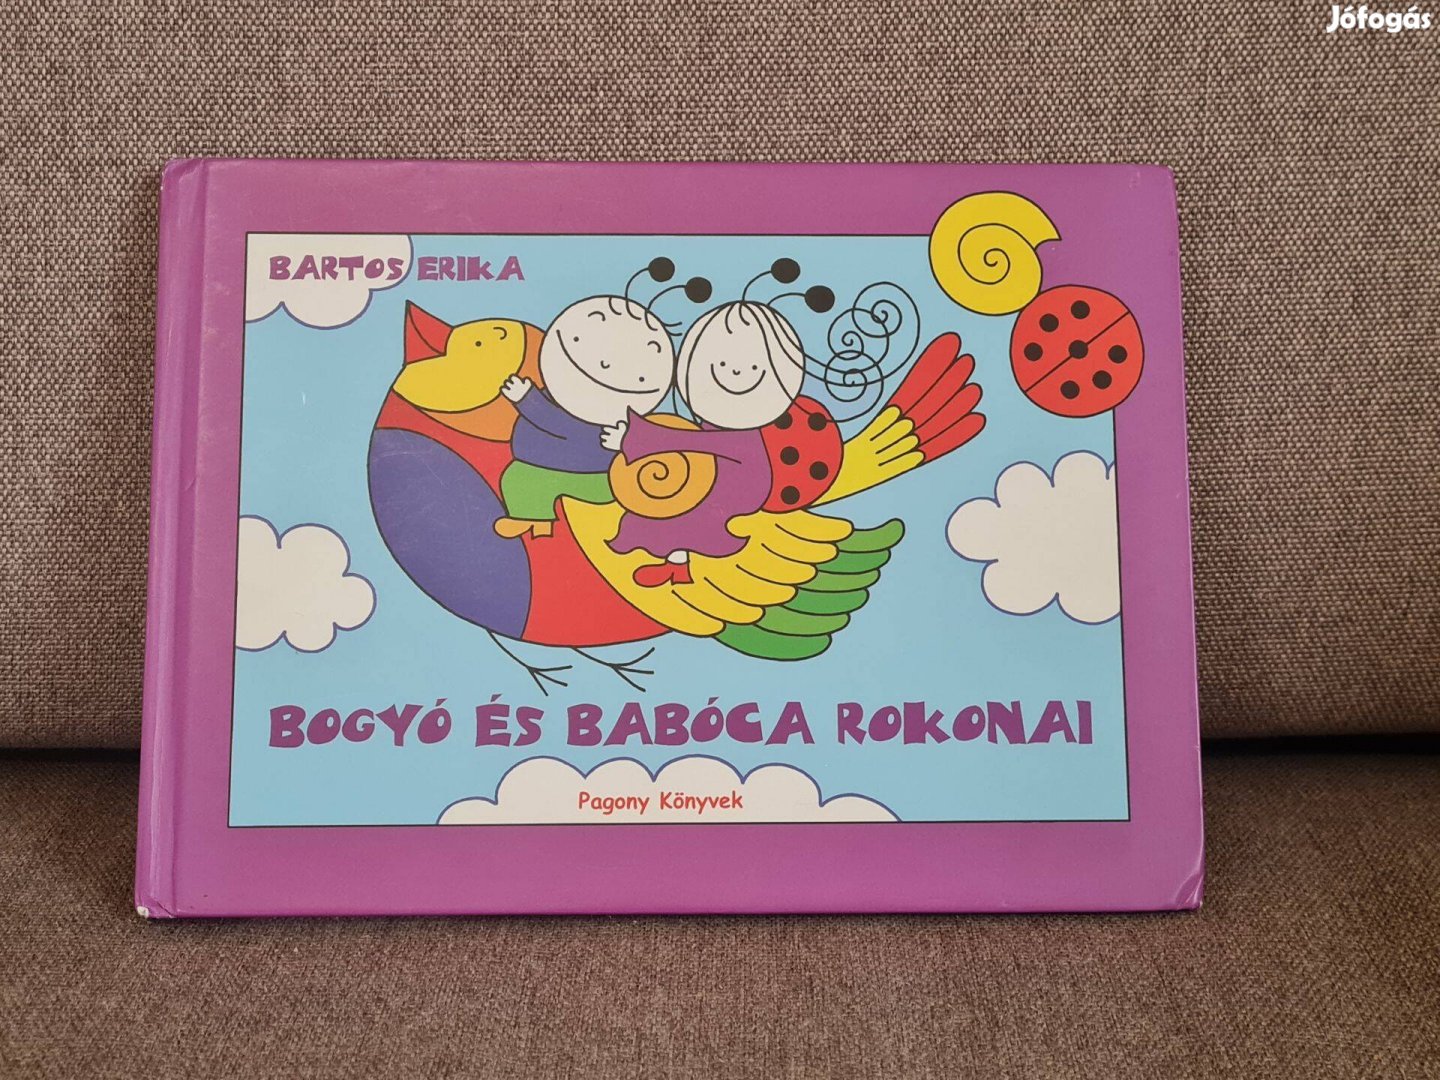 Jófogás
BARTOS ERIKA
BOGYÓ ÉS BABÓCA ROKONAI
Pagony Könyvek